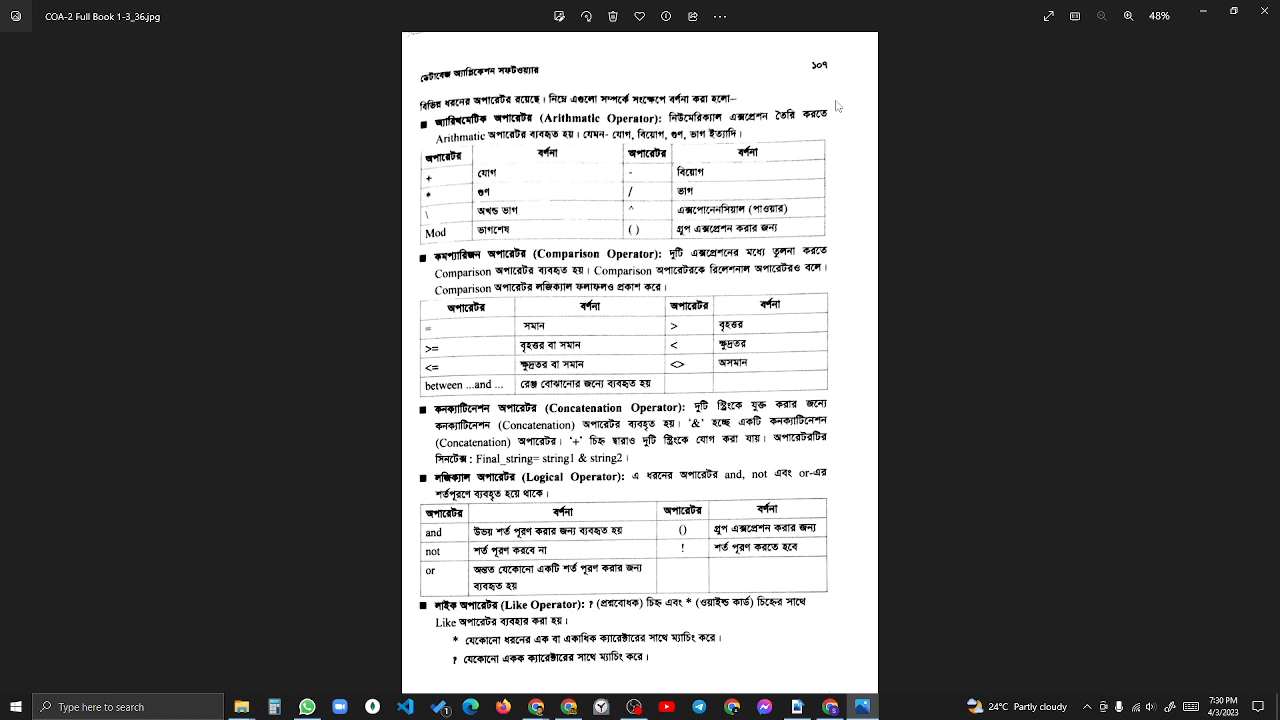 COA-2 Full Book 1-3_3.PDF
48%
ডেটাবেজ অ্যাপ্লিকেশন সফটওয়্যার
১০৭
বিভিন্ন ধরনের অপারেটর রয়েছে। নিম্নে এগুলো সম্পর্কে সংক্ষেপে বর্ণনা করা হলো–
■ অ্যারিথমেটিক অপারেটর (Arithmatic Operator): নিউমেরিক্যাল এক্সপ্রেশন তৈরি করতে
Arithmatic অপারেটর ব্যবহৃত হয়। যেমন- যোগ, বিয়োগ, গুণ, ভাগ ইত্যাদি।
অপারেটর বর্ণনা অপারেটর বর্ণনা
+ যোগ - বিয়োগ
* গুণ / ভাগ
\ অখন্ড ভাগ ^ এক্সপোনেনসিয়াল (পাওয়ার)
Mod ভাগশেষ ( ) গ্রুপ এক্সপ্রেশন করার জন্য
■ কমপ্যারিজন অপারেটর (Comparison Operator): দুটি এক্সপ্রেশনের মধ্যে তুলনা করতে
Comparison অপারেটর ব্যবহৃত হয়। Comparison অপারেটরকে রিলেশনাল অপারেটরও বলে।
Comparison অপারেটর লজিক্যাল ফলাফলও প্রকাশ করে।
অপারেটর বর্ণনা অপারেটর বর্ণনা
= সমান > বৃহত্তর
>= বৃহত্তর বা সমান < ক্ষুদ্রতর
<= ক্ষুদ্রতর বা সমান <> অসমান
between ...and ... রেঞ্জ বোঝানোর জন্যে ব্যবহৃত হয়
■ কনক্যাটিনেশন অপারেটর (Concatenation Operator): দুটি স্ট্রিংকে যুক্ত করার জন্যে
কনক্যাটিনেশন (Concatenation) অপারেটর ব্যবহৃত হয়। ‘&’ হচ্ছে একটি কনক্যাটিনেশন
(Concatenation) অপারেটর। ‘+’ চিহ্ন দ্বারাও দুটি স্ট্রিংকে যোগ করা যায়। অপারেটরটির
সিনটেক্স : Final_string= string1 & string2।
■ লজিক্যাল অপারেটর (Logical Operator): এ ধরনের অপারেটর and, not এবং or-এর
শর্তপূরণে ব্যবহৃত হয়ে থাকে।
অপারেটর বর্ণনা অপারেটর বর্ণনা
and উভয় শর্ত পূরণ করার জন্য ব্যবহৃত হয় () গ্রুপ এক্সপ্রেশন করার জন্য
not শর্ত পূরণ করবে না ! শর্ত পূরণ করতে হবে
or অন্তত যেকোনো একটি শর্ত পূরণ করার জন্য
ব্যবহৃত হয়
■ লাইক অপারেটর (Like Operator): ? (প্রশ্নবোধক) চিহ্ন এবং * (ওয়াইল্ড কার্ড) চিহ্নের সাথে
Like অপারেটর ব্যবহার করা হয়।
* যেকোনো ধরনের এক বা একাধিক ক্যারেক্টারের সাথে ম্যাচিং করে।
? যেকোনো একক ক্যারেক্টারের সাথে ম্যাচিং করে।
Type here to search
24°C Partly cloudy
7:30 PM
4/3/2023